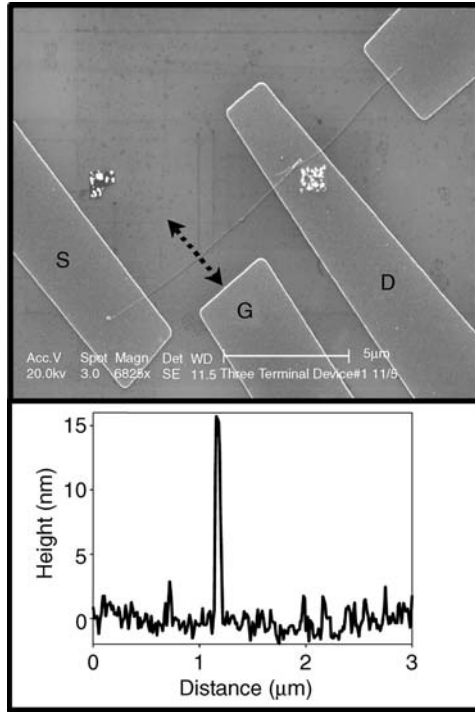 S
G
D
Acc.V Spot Magn Det WD 5μm
20.0kv 3.0 6825x SE 11.5 Three Terminal Device#1 11/5
15
10
5
0
Height (nm)
0 1 2 3
Distance (μm)